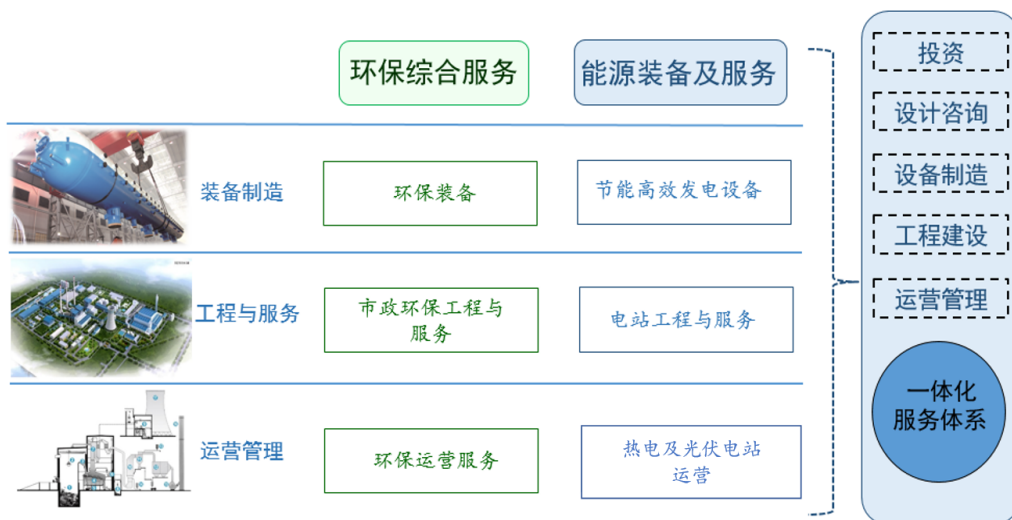 环保综合服务
能源装备及服务
装备制造
环保装备
节能高效发电设备
工程与服务
市政环保工程与
服务
电站工程与服务
运营管理
环保运营服务
热电及光伏电站
运营
投资
设计咨询
设备制造
工程建设
运营管理
一体化
服务体系